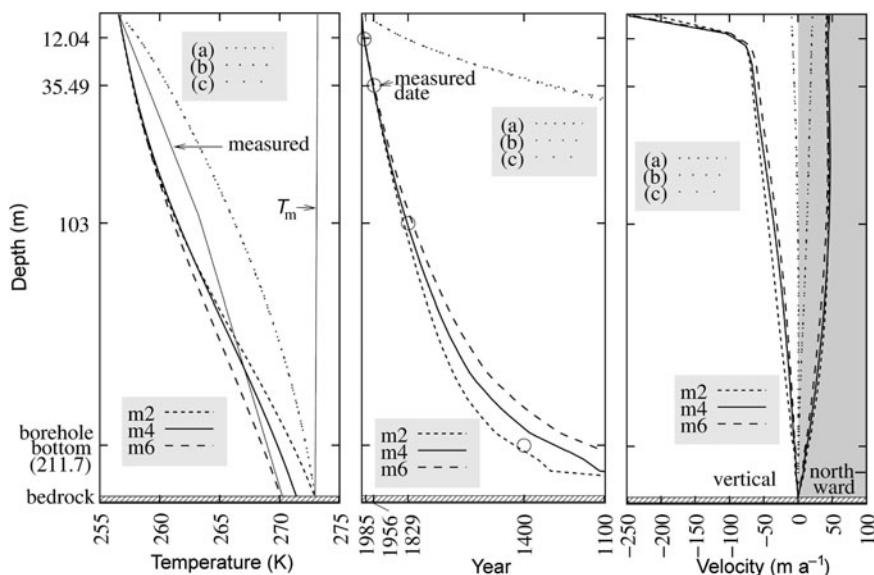 Depth (m)
12.04
35.49
103
borehole
bottom
(211.7)
bedrock
(a)
(b)
(c)
measured
Tm
m2
m4
m6
255
260
265
270
275
Temperature (K)
measured
date
(a)
(b)
(c)
m2
m4
m6
1985
1956
1829
1400
1100
Year
(a)
(b)
(c)
m2
m4
m6
vertical
north
ward
−250
−200
−150
−100
−50
0
50
100
Velocity (m a⁻¹)